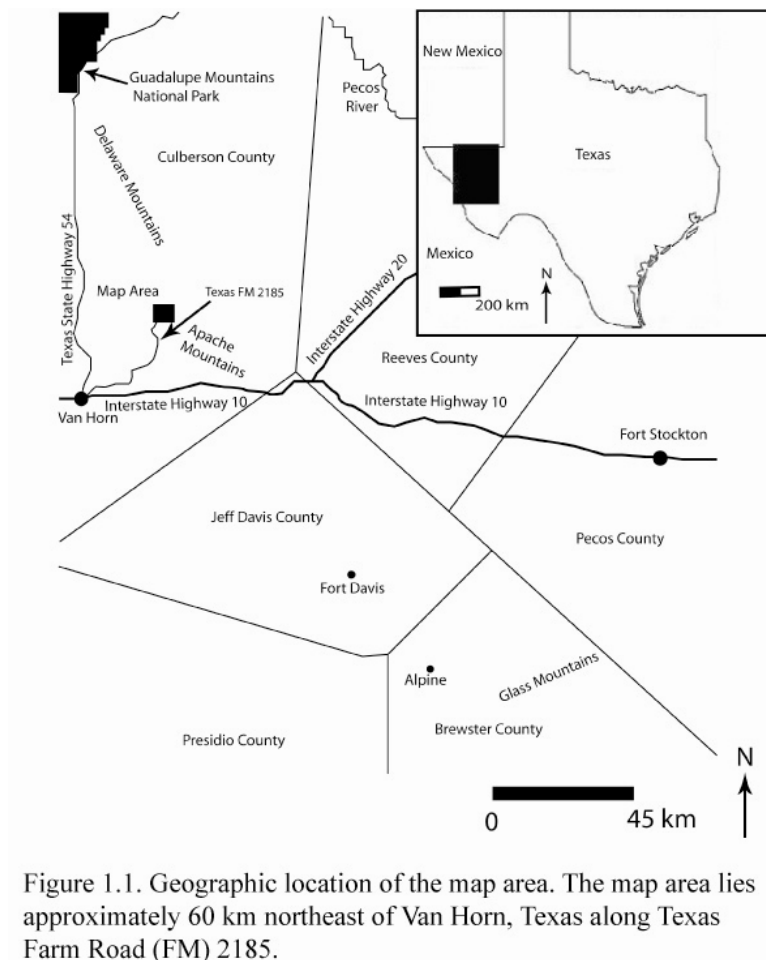 Guadalupe Mountains
National Park
Pecos
River
New Mexico
Texas
Mexico
N
200 km
Delaware Mountains
Culberson County
Texas State Highway 54
Map Area
Texas FM 2185
Apache
Mountains
Interstate Highway 20
Reeves County
Van Horn
Interstate Highway 10
Interstate Highway 10
Fort Stockton
Jeff Davis County
Pecos County
Fort Davis
Alpine
Glass Mountains
Presidio County
Brewster County
N
0 45 km
Figure 1.1. Geographic location of the map area. The map area lies
approximately 60 km northeast of Van Horn, Texas along Texas
Farm Road (FM) 2185.